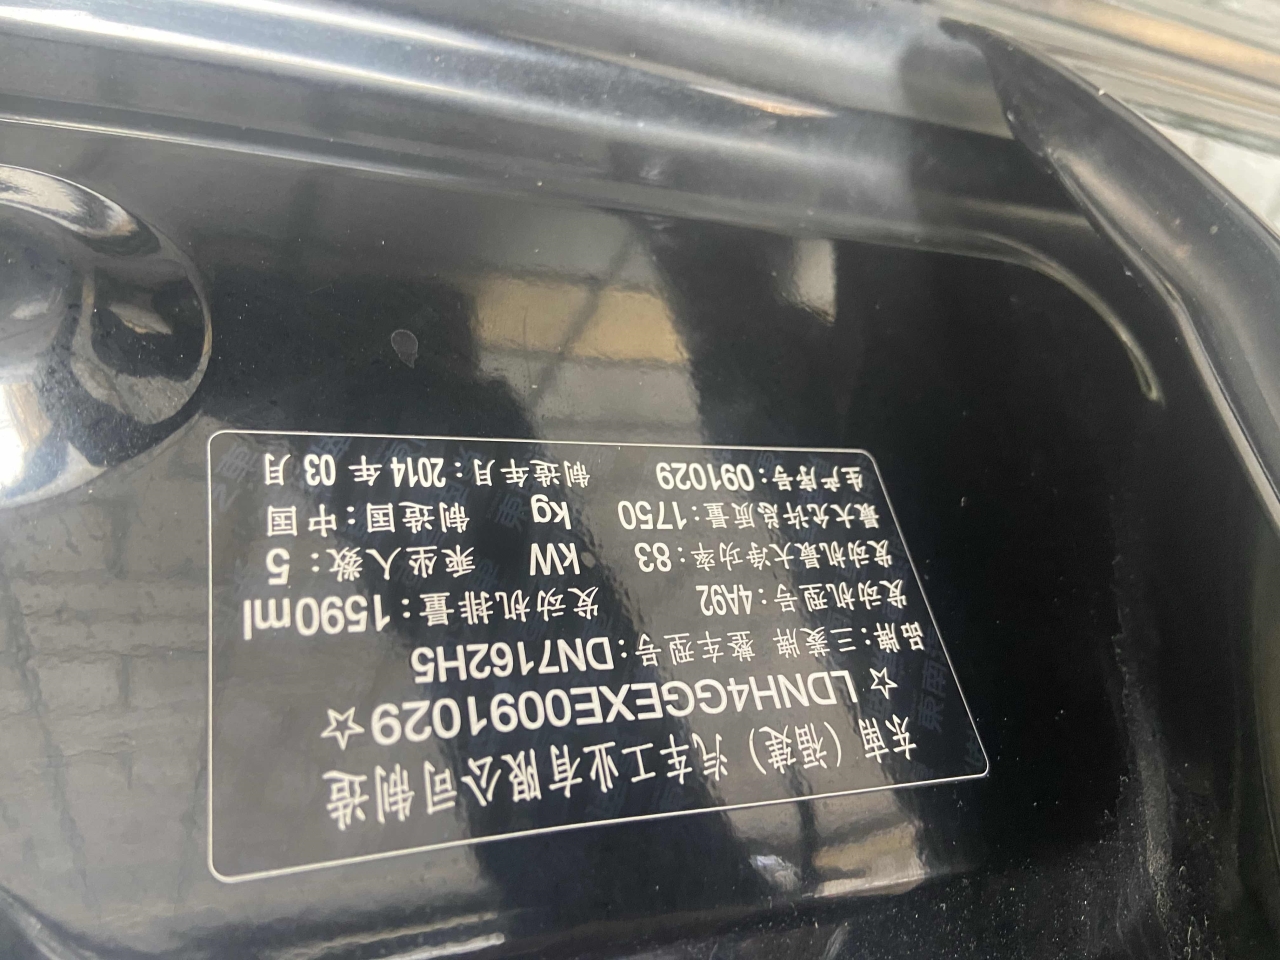 东南（福建）汽车工业有限公司制造
☆LDNH4GGEXE0091029☆
品牌：三菱牌 整车型号：DN7162H5
发动机型号：4A92 发动机排量：1590ml
发动机最大净功率：83 kW 乘坐人数：5
最大允许总质量：1750 kg 制造国：中国
生产序号：091029 制造年月：2014年03月